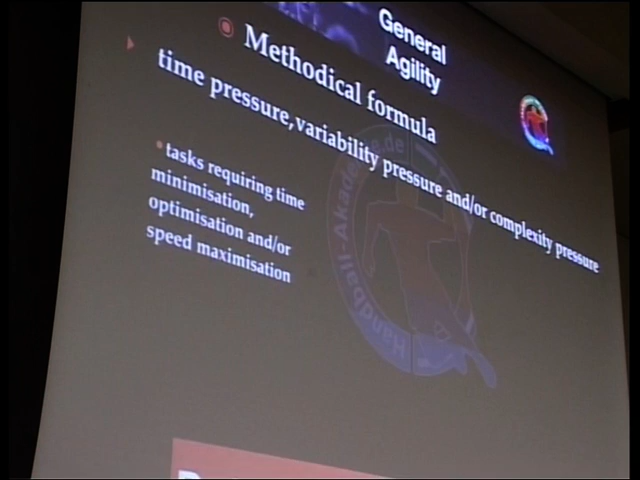 General
Agility
Methodical formula
time pressure,variability pressure and/or complexity pressure
tasks requiring time
minimisation,
optimisation and/or
speed maximisation
Handball-Akademie.de